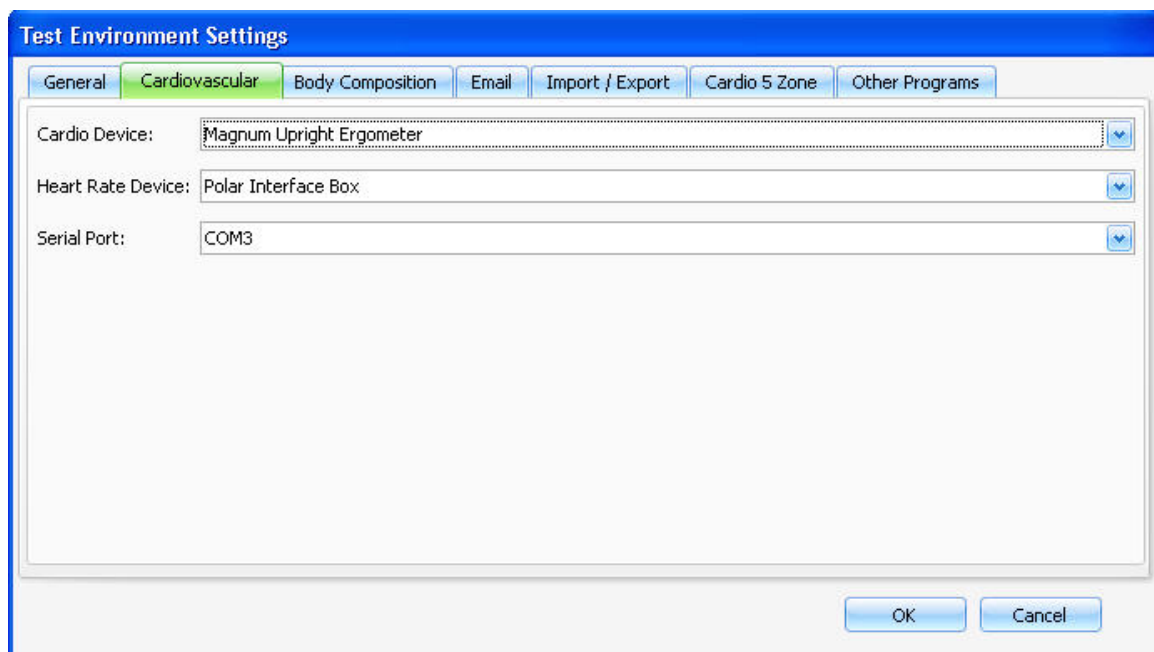 Test Environment Settings
General Cardiovascular Body Composition Email Import / Export Cardio 5 Zone Other Programs
Cardio Device: Magnum Upright Ergometer
Heart Rate Device: Polar Interface Box
Serial Port: COM3
OK Cancel